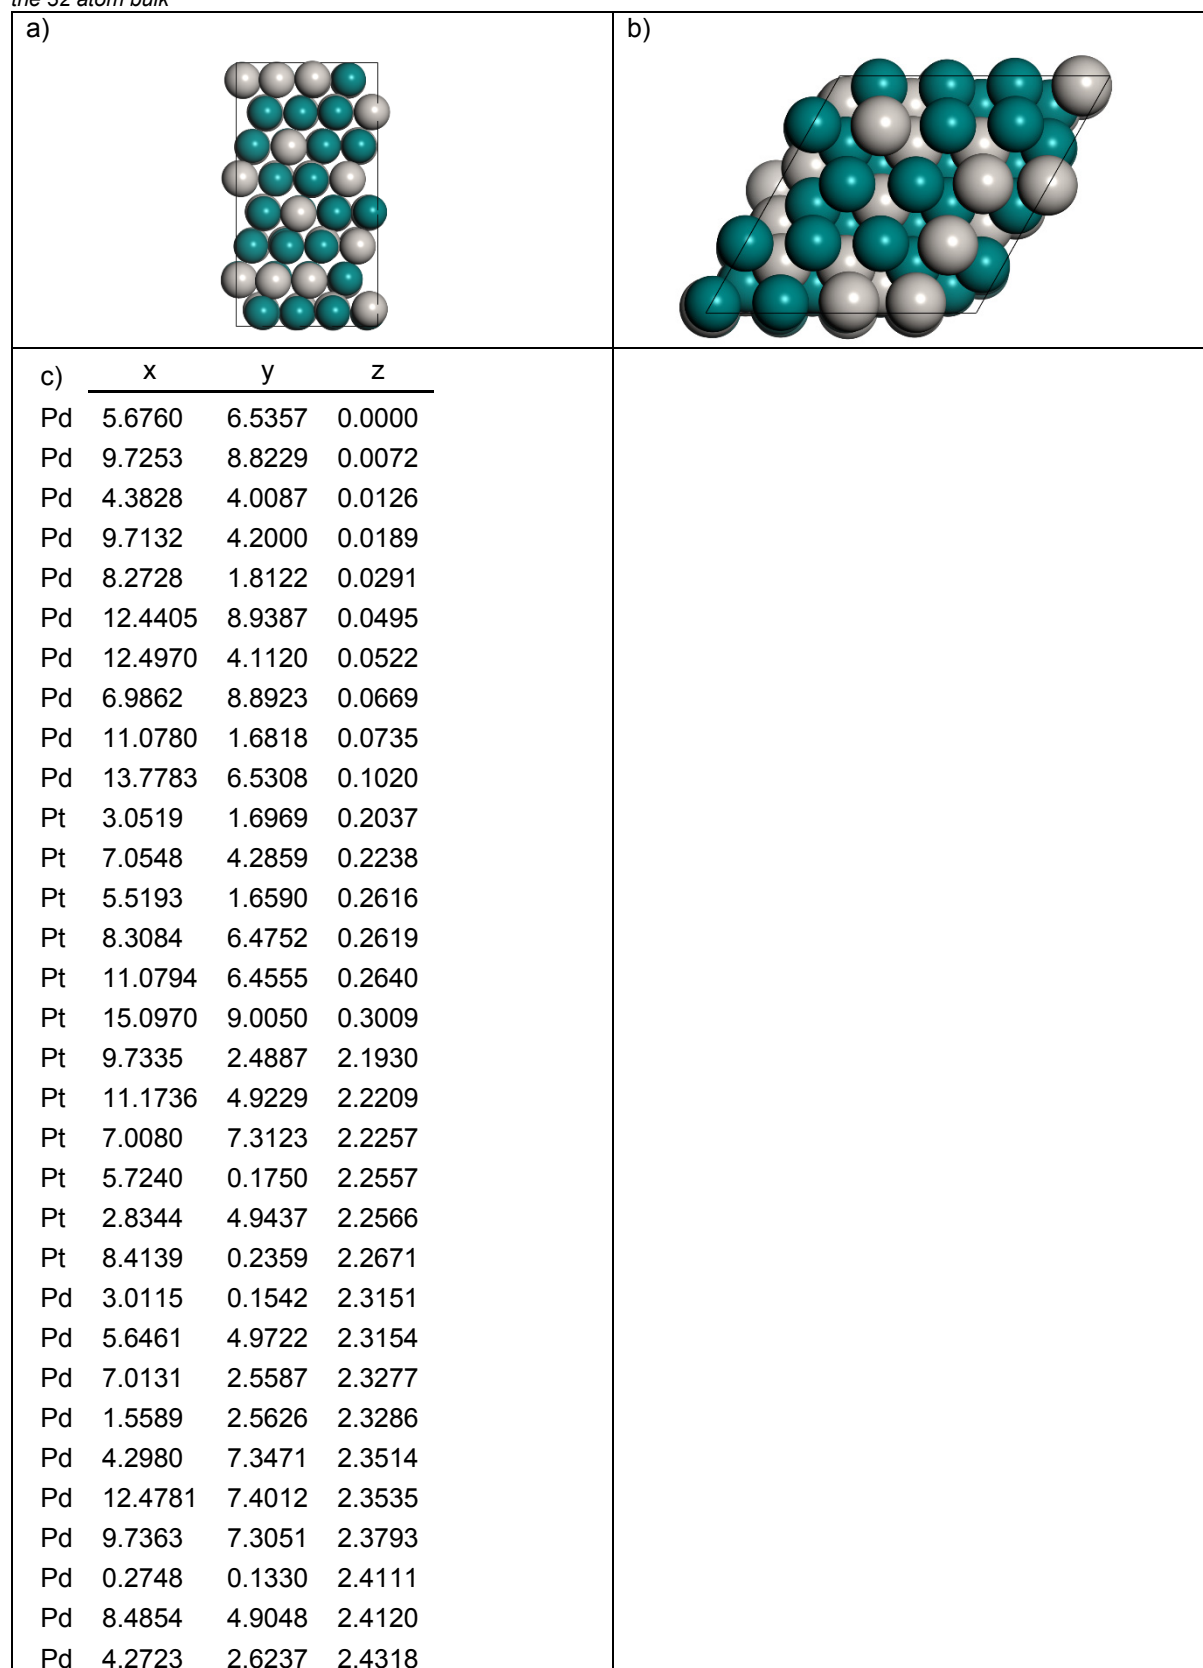 the 32 atom bulk
a) b)
c) x y z
Pd 5.6760 6.5357 0.0000
Pd 9.7253 8.8229 0.0072
Pd 4.3828 4.0087 0.0126
Pd 9.7132 4.2000 0.0189
Pd 8.2728 1.8122 0.0291
Pd 12.4405 8.9387 0.0495
Pd 12.4970 4.1120 0.0522
Pd 6.9862 8.8923 0.0669
Pd 11.0780 1.6818 0.0735
Pd 13.7783 6.5308 0.1020
Pt 3.0519 1.6969 0.2037
Pt 7.0548 4.2859 0.2238
Pt 5.5193 1.6590 0.2616
Pt 8.3084 6.4752 0.2619
Pt 11.0794 6.4555 0.2640
Pt 15.0970 9.0050 0.3009
Pt 9.7335 2.4887 2.1930
Pt 11.1736 4.9229 2.2209
Pt 7.0080 7.3123 2.2257
Pt 5.7240 0.1750 2.2557
Pt 2.8344 4.9437 2.2566
Pt 8.4139 0.2359 2.2671
Pd 3.0115 0.1542 2.3151
Pd 5.6461 4.9722 2.3154
Pd 7.0131 2.5587 2.3277
Pd 1.5589 2.5626 2.3286
Pd 4.2980 7.3471 2.3514
Pd 12.4781 7.4012 2.3535
Pd 9.7363 7.3051 2.3793
Pd 0.2748 0.1330 2.4111
Pd 8.4854 4.9048 2.4120
Pd 4.2723 2.6237 2.4318